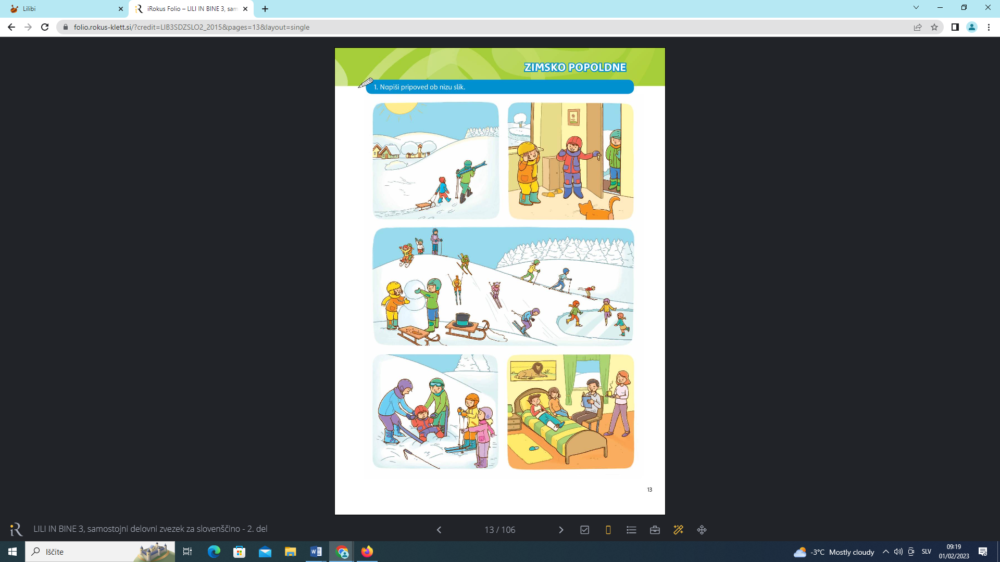 Lilibi
iRokus Folio – LILI IN BINE 3, sam
folio.rokus-klett.si/?credit=LIB3SDZSLO2_2015&pages=13&layout=single
ZIMSKO POPOLDNE
1. Napiši pripoved ob nizu slik.
13
iR
LILI IN BINE 3, samostojni delovni zvezek za slovenščino - 2. del
13 / 106
Iščite
-3°C Mostly cloudy
SLV
09:19
01/02/2023